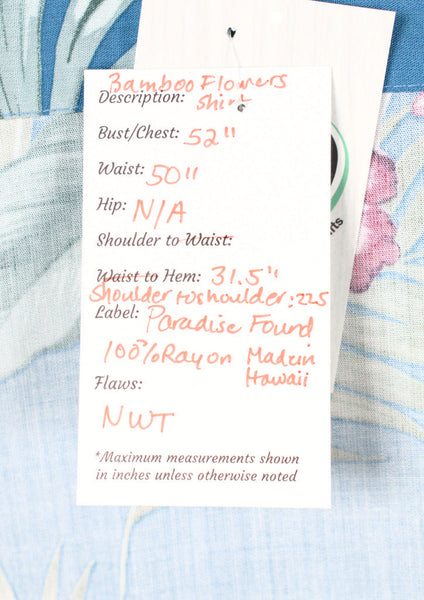 Bamboo Flowers
Description: Shirt
Bust/Chest: 52"
Waist: 50"
Hip: N/A
Shoulder to Waist:
Waist to Hem: 31.5"
Shoulder to shoulder: 22.5
Label: Paradise Found
100% Rayon Made in
Hawaii
Flaws:
NWT
*Maximum measurements shown
in inches unless otherwise noted